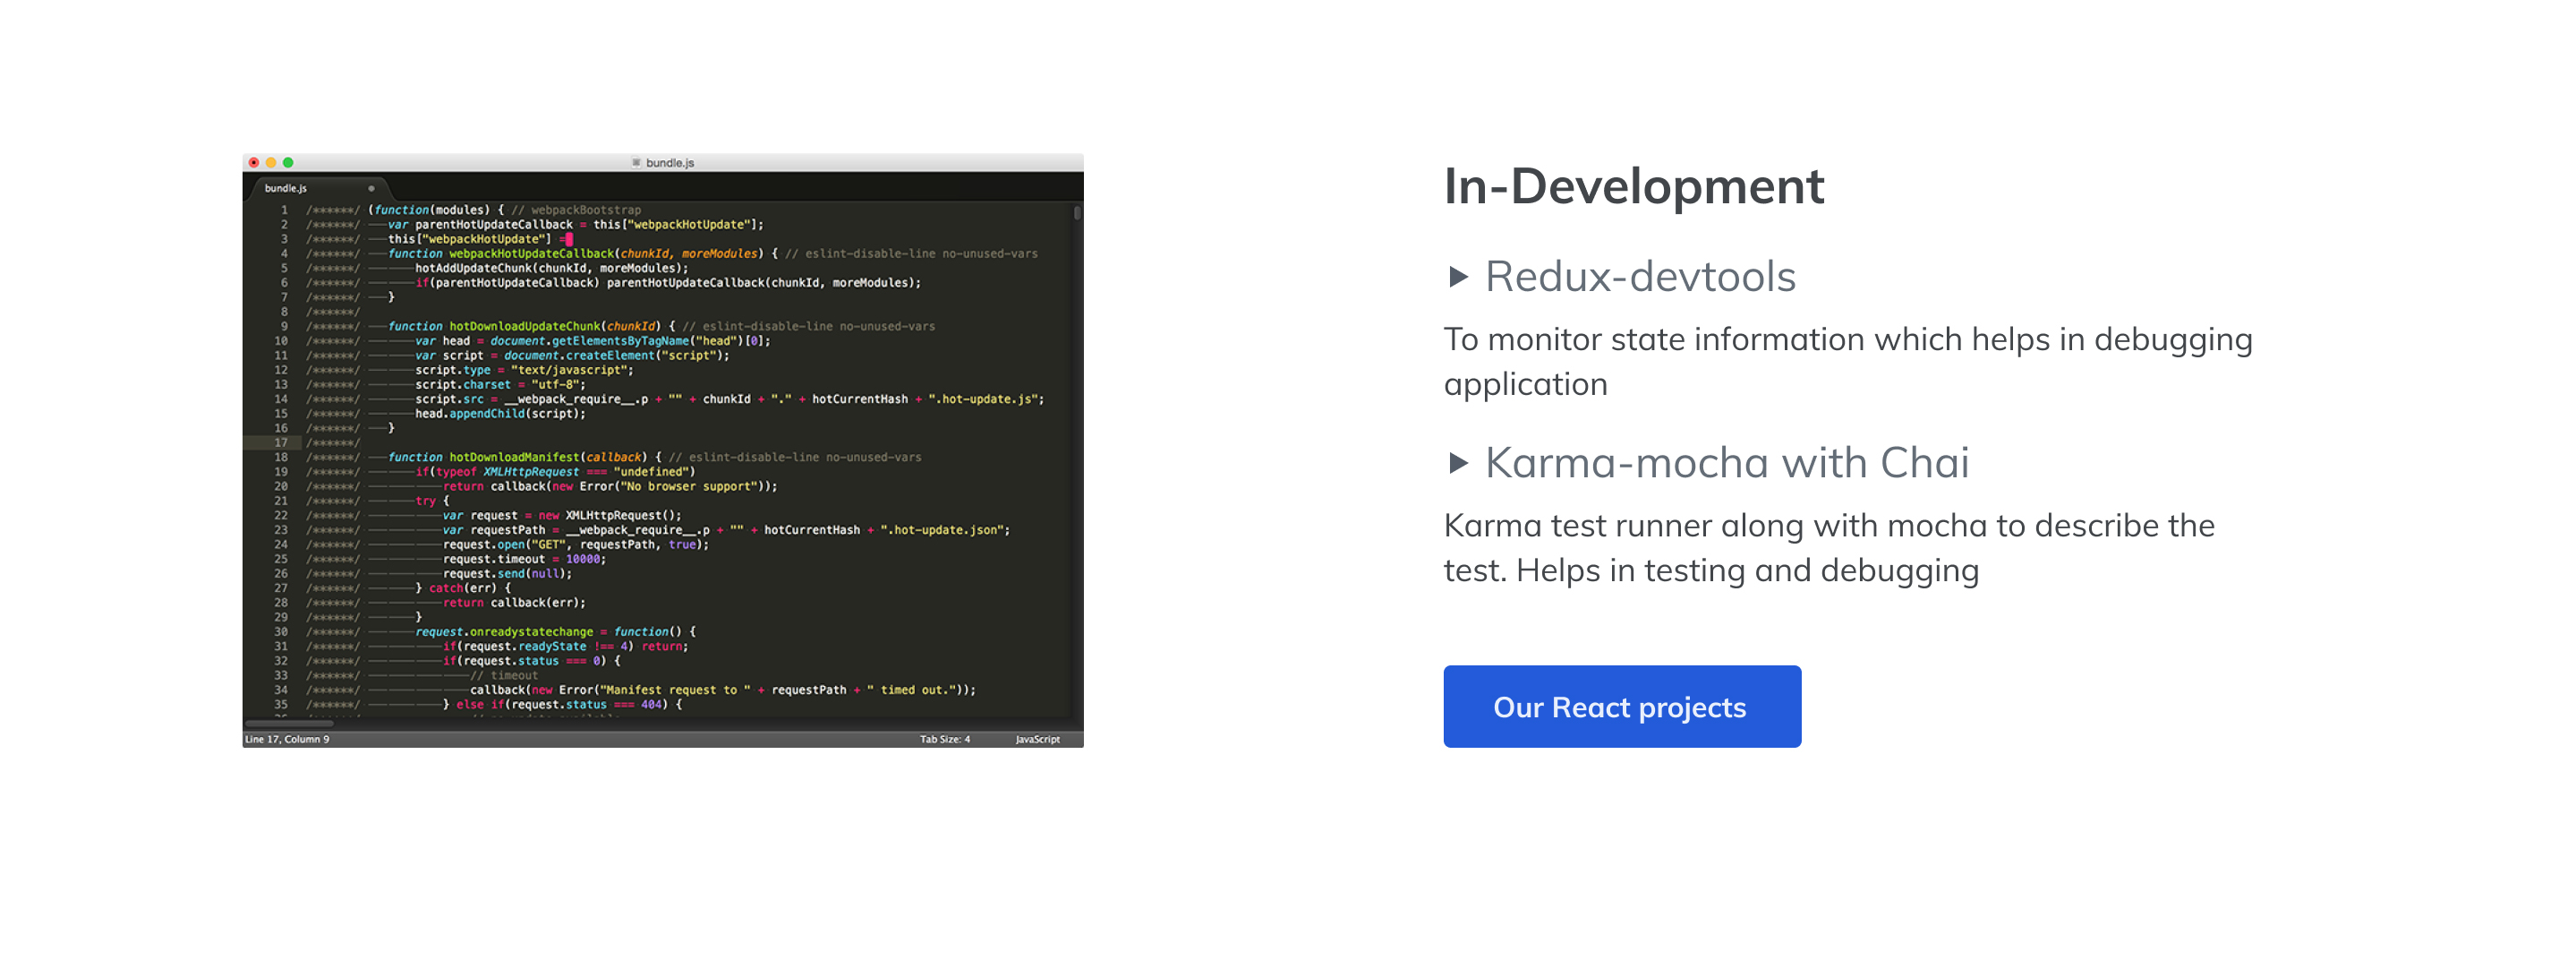 bundle.js
bundle.js
1 /******/ (function(modules) { // webpackBootstrap
2 /******/ var parentHotUpdateCallback = this["webpackHotUpdate"];
3 /******/ this["webpackHotUpdate"] =
4 /******/ function webpackHotUpdateCallback(chunkId, moreModules) { // eslint-disable-line no-unused-vars
5 /******/ hotAddUpdateChunk(chunkId, moreModules);
6 /******/ if(parentHotUpdateCallback) parentHotUpdateCallback(chunkId, moreModules);
7 /******/ }
8 /******/
9 /******/ function hotDownloadUpdateChunk(chunkId) { // eslint-disable-line no-unused-vars
10 /******/ var head = document.getElementsByTagName("head")[0];
11 /******/ var script = document.createElement("script");
12 /******/ script.type = "text/javascript";
13 /******/ script.charset = "utf-8";
14 /******/ script.src = __webpack_require__.p + "" + chunkId + "." + hotCurrentHash + ".hot-update.js";
15 /******/ head.appendChild(script);
16 /******/ }
17 /******/
18 /******/ function hotDownloadManifest(callback) { // eslint-disable-line no-unused-vars
19 /******/ if(typeof XMLHttpRequest === "undefined")
20 /******/ return callback(new Error("No browser support"));
21 /******/ try {
22 /******/ var request = new XMLHttpRequest();
23 /******/ var requestPath = __webpack_require__.p + "" + hotCurrentHash + ".hot-update.json";
24 /******/ request.open("GET", requestPath, true);
25 /******/ request.timeout = 10000;
26 /******/ request.send(null);
27 /******/ } catch(err) {
28 /******/ return callback(err);
29 /******/ }
30 /******/ request.onreadystatechange = function() {
31 /******/ if(request.readyState !== 4) return;
32 /******/ if(request.status === 0) {
33 /******/ // timeout
34 /******/ callback(new Error("Manifest request to " + requestPath + " timed out."));
35 /******/ } else if(request.status === 404) {
Line 17, Column 9 Tab Size: 4 JavaScript
In-Development
Redux-devtools
To monitor state information which helps in debugging
application
Karma-mocha with Chai
Karma test runner along with mocha to describe the
test. Helps in testing and debugging
Our React projects